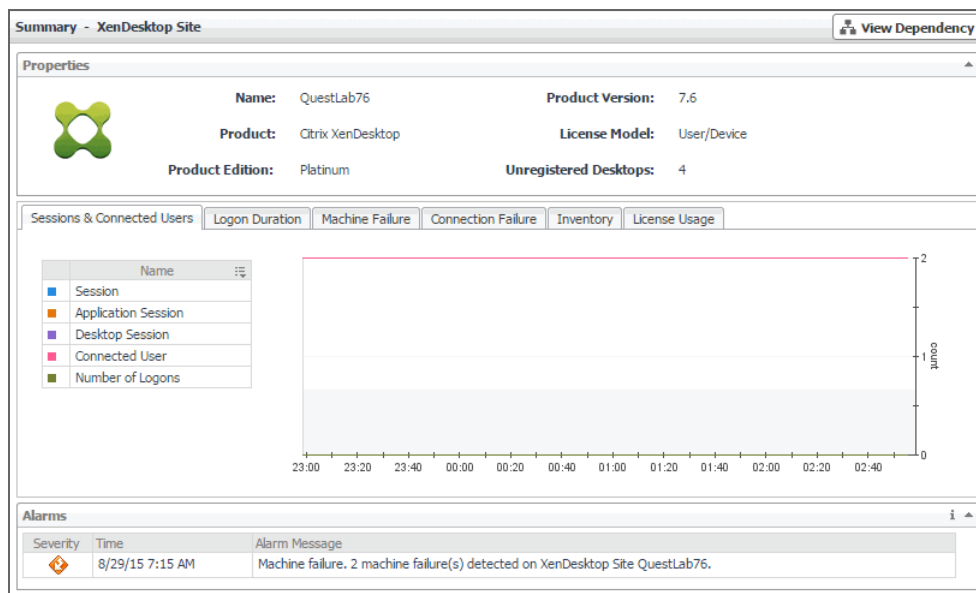 Summary - XenDesktop Site
View Dependency
Properties
Name: QuestLab76 Product Version: 7.6
Product: Citrix XenDesktop License Model: User/Device
Product Edition: Platinum Unregistered Desktops: 4
Sessions & Connected Users Logon Duration Machine Failure Connection Failure Inventory License Usage
Name
Session
Application Session
Desktop Session
Connected User
Number of Logons
2
1
count
0
23:00 23:20 23:40 00:00 00:20 00:40 01:00 01:20 01:40 02:00 02:20 02:40
Alarms
Severity Time Alarm Message
8/29/15 7:15 AM Machine failure. 2 machine failure(s) detected on XenDesktop Site QuestLab76.